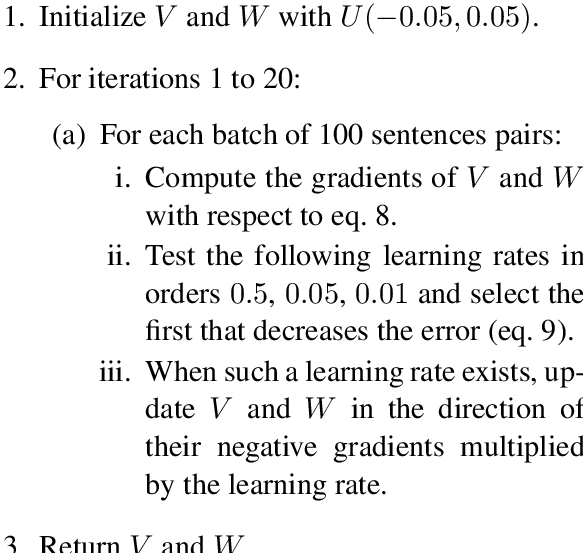 1. Initialize V and W with U(−0.05, 0.05).
2. For iterations 1 to 20:
(a) For each batch of 100 sentences pairs:
i. Compute the gradients of V and W
with respect to eq. 8.
ii. Test the following learning rates in
orders 0.5, 0.05, 0.01 and select the
first that decreases the error (eq. 9).
iii. When such a learning rate exists, up-
date V and W in the direction of
their negative gradients multiplied
by the learning rate.
3. Return V and W